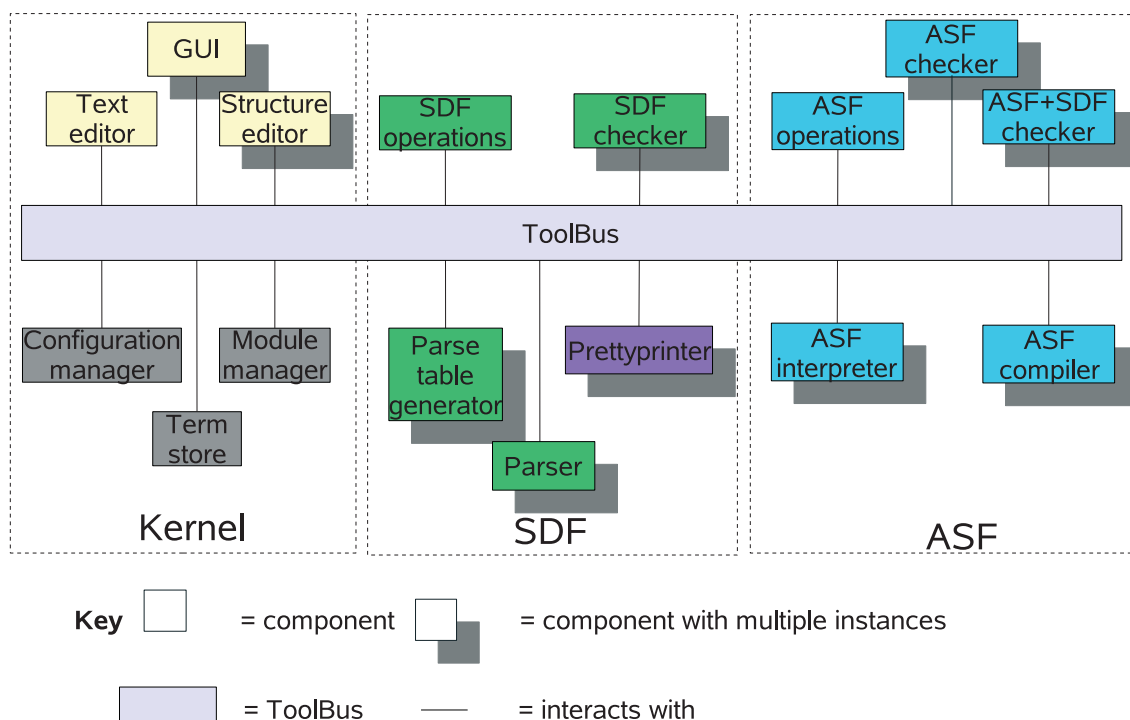 GUI
Text
editor
Structure
editor
SDF
operations
SDF
checker
ASF
checker
ASF
operations
ASF+SDF
checker
ToolBus
Configuration
manager
Module
manager
Term
store
Parse
table
generator
Parser
Prettyprinter
ASF
interpreter
ASF
compiler
Kernel
SDF
ASF
Key = component = component with multiple instances
= ToolBus = interacts with